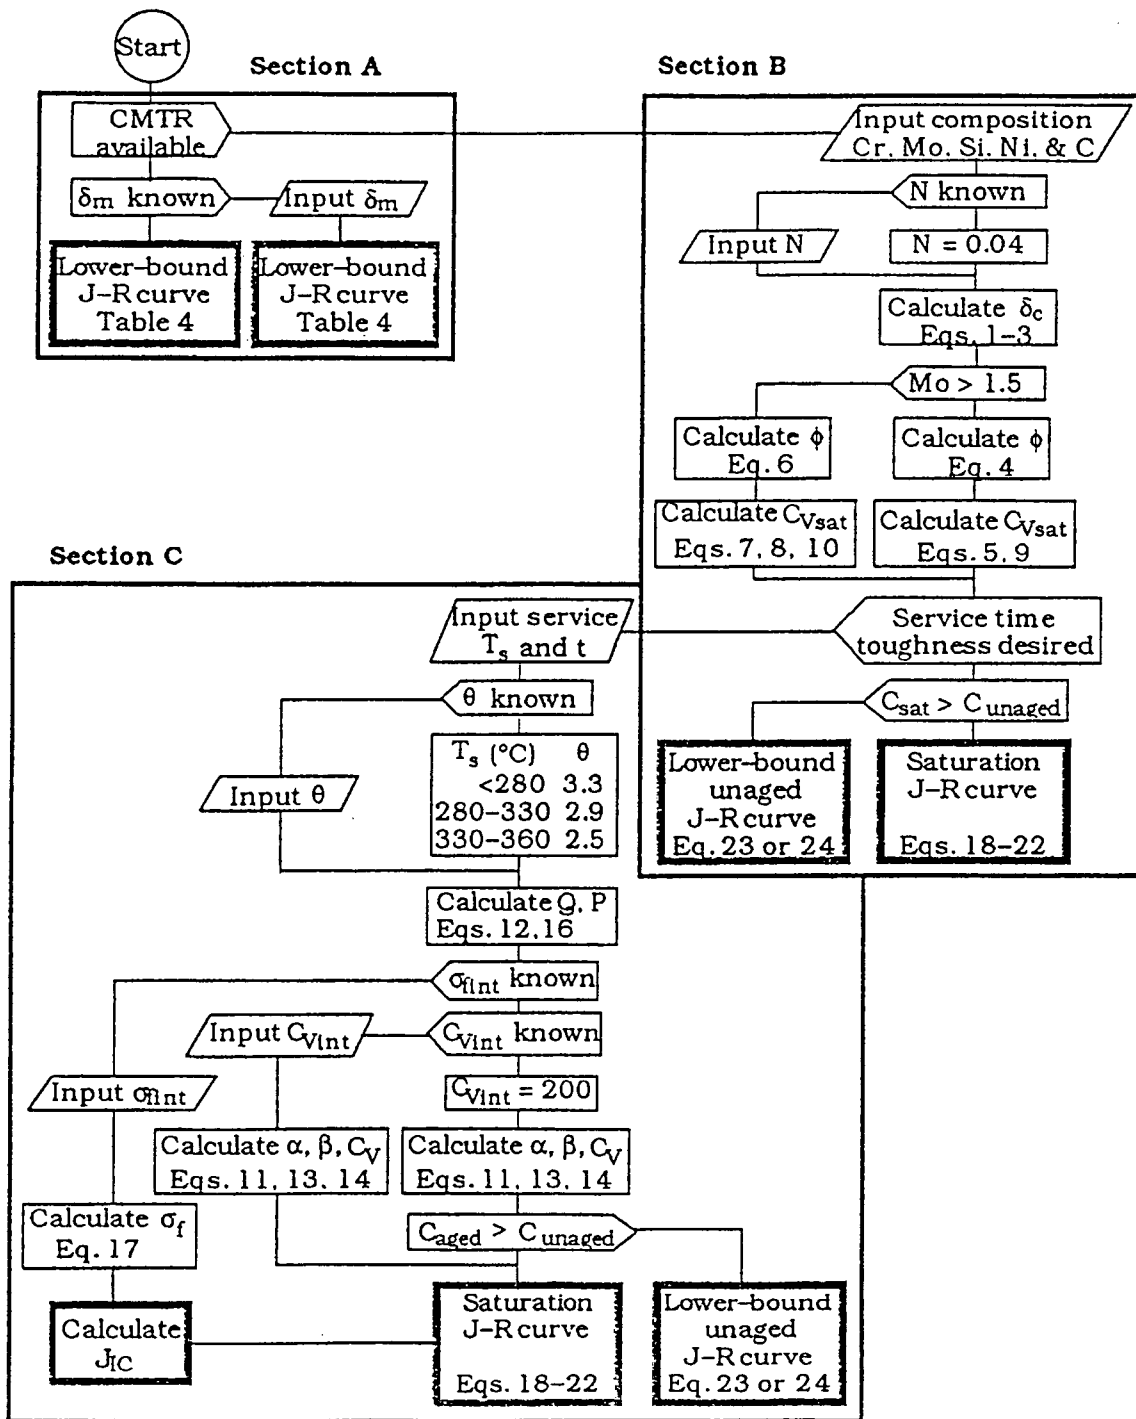 Start
Section A
CMTR
available
δm known
Input δm
Lower-bound
J–R curve
Table 4
Lower-bound
J–R curve
Table 4
Section B
Input composition
Cr, Mo, Si, Ni, & C
N known
Input N
N = 0.04
Calculate δc
Eqs. 1–3
Mo > 1.5
Calculate ϕ
Eq. 6
Calculate ϕ
Eq. 4
Calculate CVsat
Eqs. 7, 8, 10
Calculate CVsat
Eqs. 5, 9
Service time
toughness desired
Csat > Cunaged
Lower-bound
unaged
J–R curve
Eq. 23 or 24
Saturation
J–R curve
Eqs. 18–22
Section C
Input service
Ts and t
θ known
Input θ
Ts (°C) θ
<280 3.3
280–330 2.9
330–360 2.5
Calculate Q, P
Eqs. 12, 16
σfint known
Input CVint
CVint known
Input σfint
CVint = 200
Calculate α, β, CV
Eqs. 11, 13, 14
Calculate α, β, CV
Eqs. 11, 13, 14
Calculate σf
Eq. 17
Caged > Cunaged
Calculate
JIC
Saturation
J–R curve
Eqs. 18–22
Lower-bound
unaged
J–R curve
Eq. 23 or 24